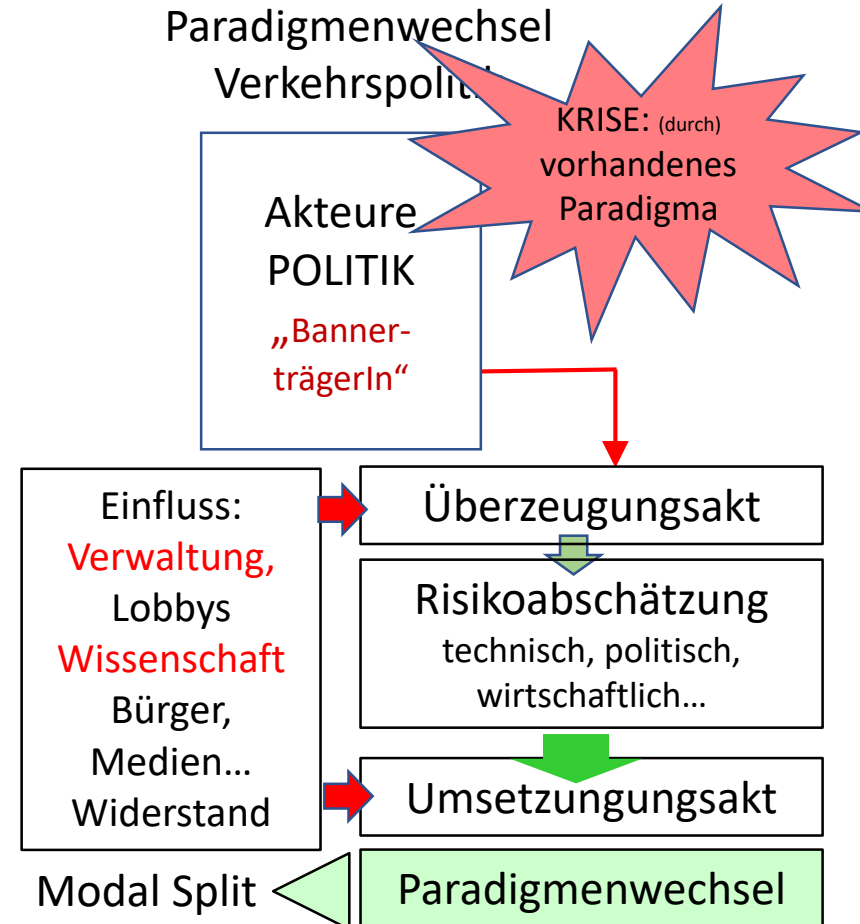 Paradigmenwechsel
Verkehrspoliti
KRISE: (durch)
vorhandenes
Paradigma
Akteure
POLITIK
„Banner-
trägerIn“
Einfluss:
Verwaltung,
Lobbys
Wissenschaft
Bürger,
Medien...
Widerstand
Überzeugungsakt
Risikoabschätzung
technisch, politisch,
wirtschaftlich...
Umsetzungungsakt
Modal Split
Paradigmenwechsel